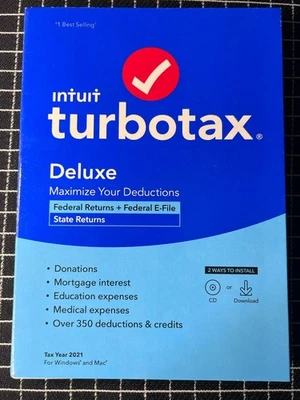 #1 Best Selling¹
intuit
turbotax®
Deluxe
Maximize Your Deductions
Federal Returns + Federal E-File
State Returns
• Donations
• Mortgage interest
• Education expenses
• Medical expenses
• Over 350 deductions & credits
2 WAYS TO INSTALL
or
CD Download
Tax Year 2021
For Windows® and Mac®